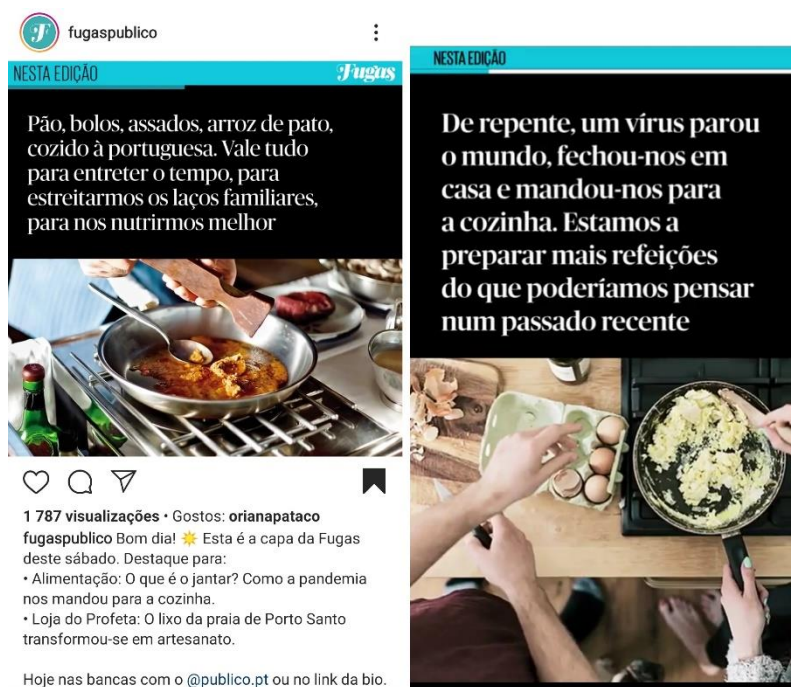 fugaspublico
NESTA EDIÇÃO
Fugas
Pão, bolos, assados, arroz de pato,
cozido à portuguesa. Vale tudo
para entreter o tempo, para
estreitarmos os laços familiares,
para nos nutrirmos melhor
1 787 visualizações • Gostos: orianapataco
fugaspublico Bom dia! ☀️ Esta é a capa da Fugas
deste sábado. Destaque para:
• Alimentação: O que é o jantar? Como a pandemia
nos mandou para a cozinha.
• Loja do Profeta: O lixo da praia de Porto Santo
transformou-se em artesanato.
Hoje nas bancas com o @publico.pt ou no link da bio.
NESTA EDIÇÃO
De repente, um vírus parou
o mundo, fechou-nos em
casa e mandou-nos para
a cozinha. Estamos a
preparar mais refeições
do que poderíamos pensar
num passado recente